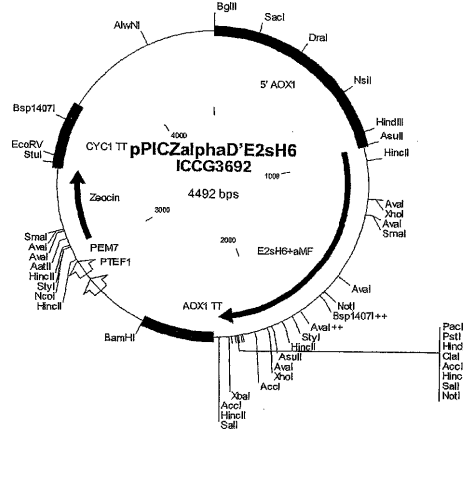 BglII
SacI
DraI
NsiI
HindIII
AsuII
HincII
AvaI
XhoI
AvaI
SmaI
AvaI
NotI
Bsp1407I++
AvaI++
StyI
HincII
AsuII
AvaI
XhoI
AccI
XbaI
AccI
HincII
SalI
PacI
PstI
Hind
ClaI
AccI
Hinc
SalI
NotI
BamHI
HincII
NcoI
StyI
HincII
AatII
AvaI
AvaI
SmaI
StuI
EcoRV
Bsp1407I
AlwNI
5' AOX1
CYC1 TT
4000
pPICZalphaD'E2sH6
ICCG3692
4492 bps
1000
Zeocin
3000
2000
PEM7
PTEF1
E2sH6+aMF
AOX1 TT